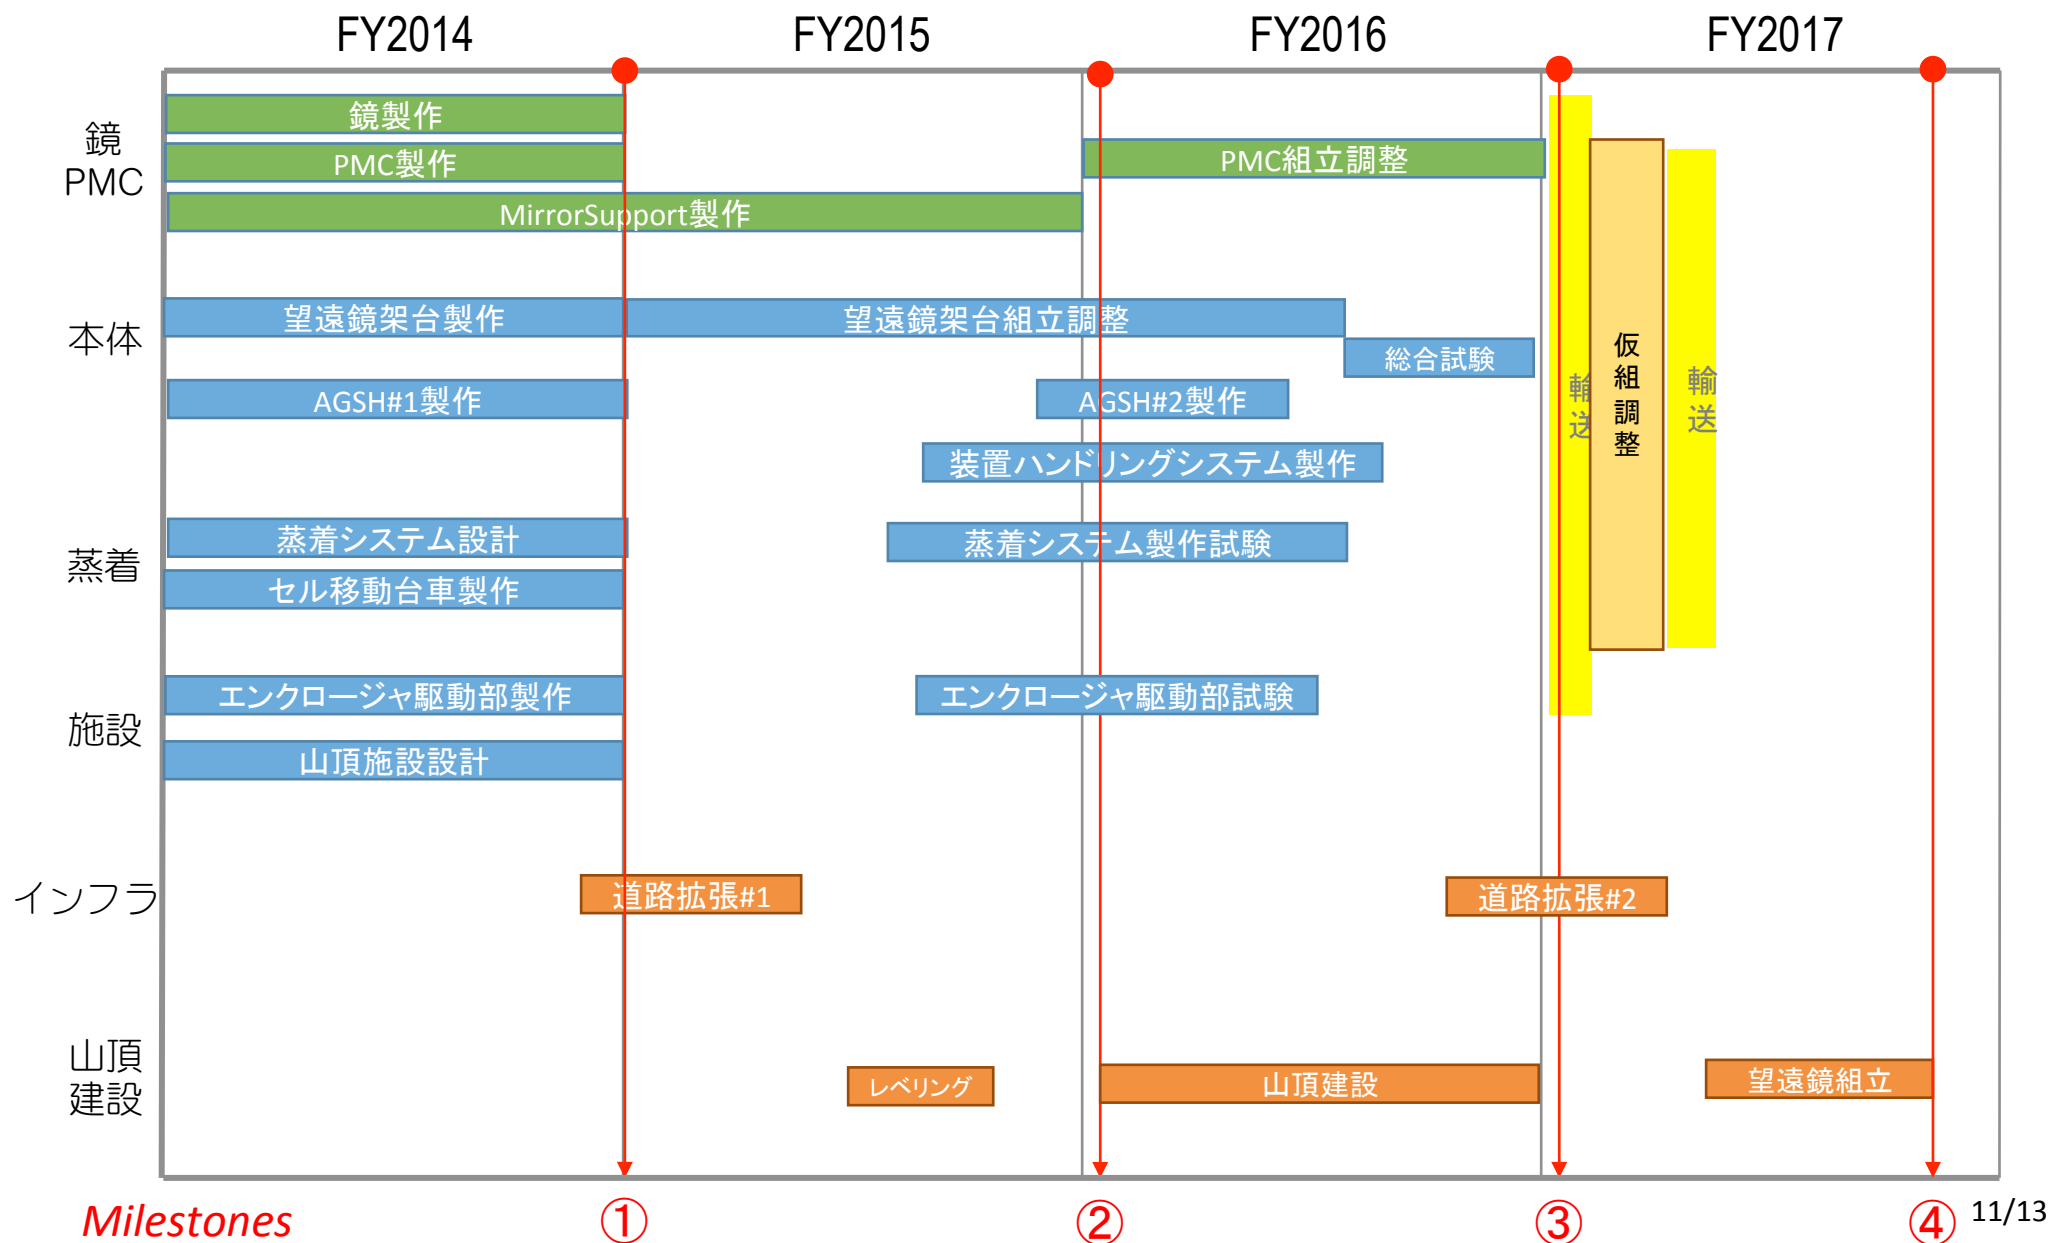 FY2014
FY2015
FY2016
FY2017
鏡
PMC
鏡製作
PMC製作
PMC組立調整
MirrorSupport製作
本体
望遠鏡架台製作
望遠鏡架台組立調整
総合試験
AGSH#1製作
AGSH#2製作
装置ハンドリングシステム製作
輸送
仮組調整
輸送
蒸着
蒸着システム設計
蒸着システム製作試験
セル移動台車製作
施設
エンクロージャ駆動部製作
エンクロージャ駆動部試験
山頂施設設計
インフラ
道路拡張#1
道路拡張#2
山頂
建設
レベリング
山頂建設
望遠鏡組立
Milestones
①
②
③
④
11/13